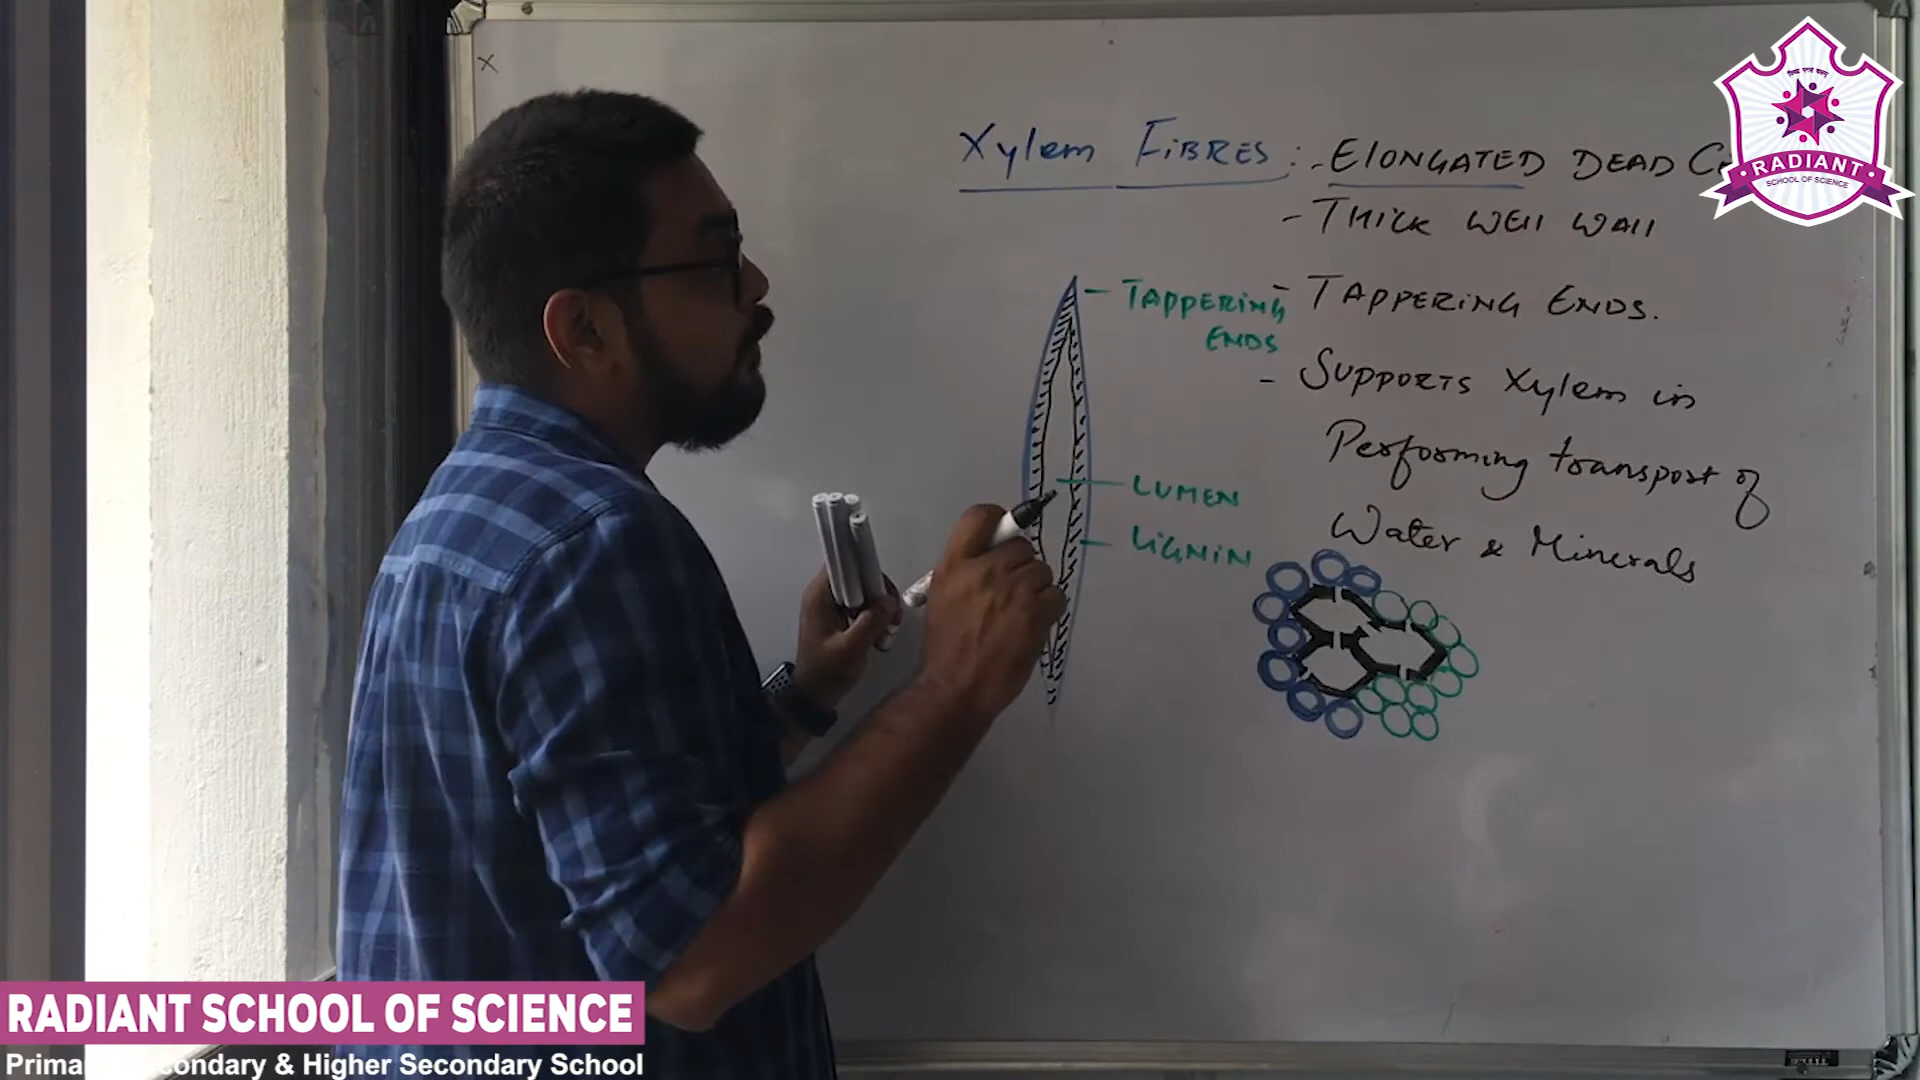 x
Xylem FIBRES :- ELONGATED DEAD
- THICK WEll WAll
- TAPPERING ENDS.
- SUPPORTS Xylem in
Performing transport of
Water & Minerals
- TAPPERING
ENDS
LUMEN
LIGNIN
RADIANT
SCHOOL OF SCIENCE
RADIANT SCHOOL OF SCIENCE
& Higher Secondary School